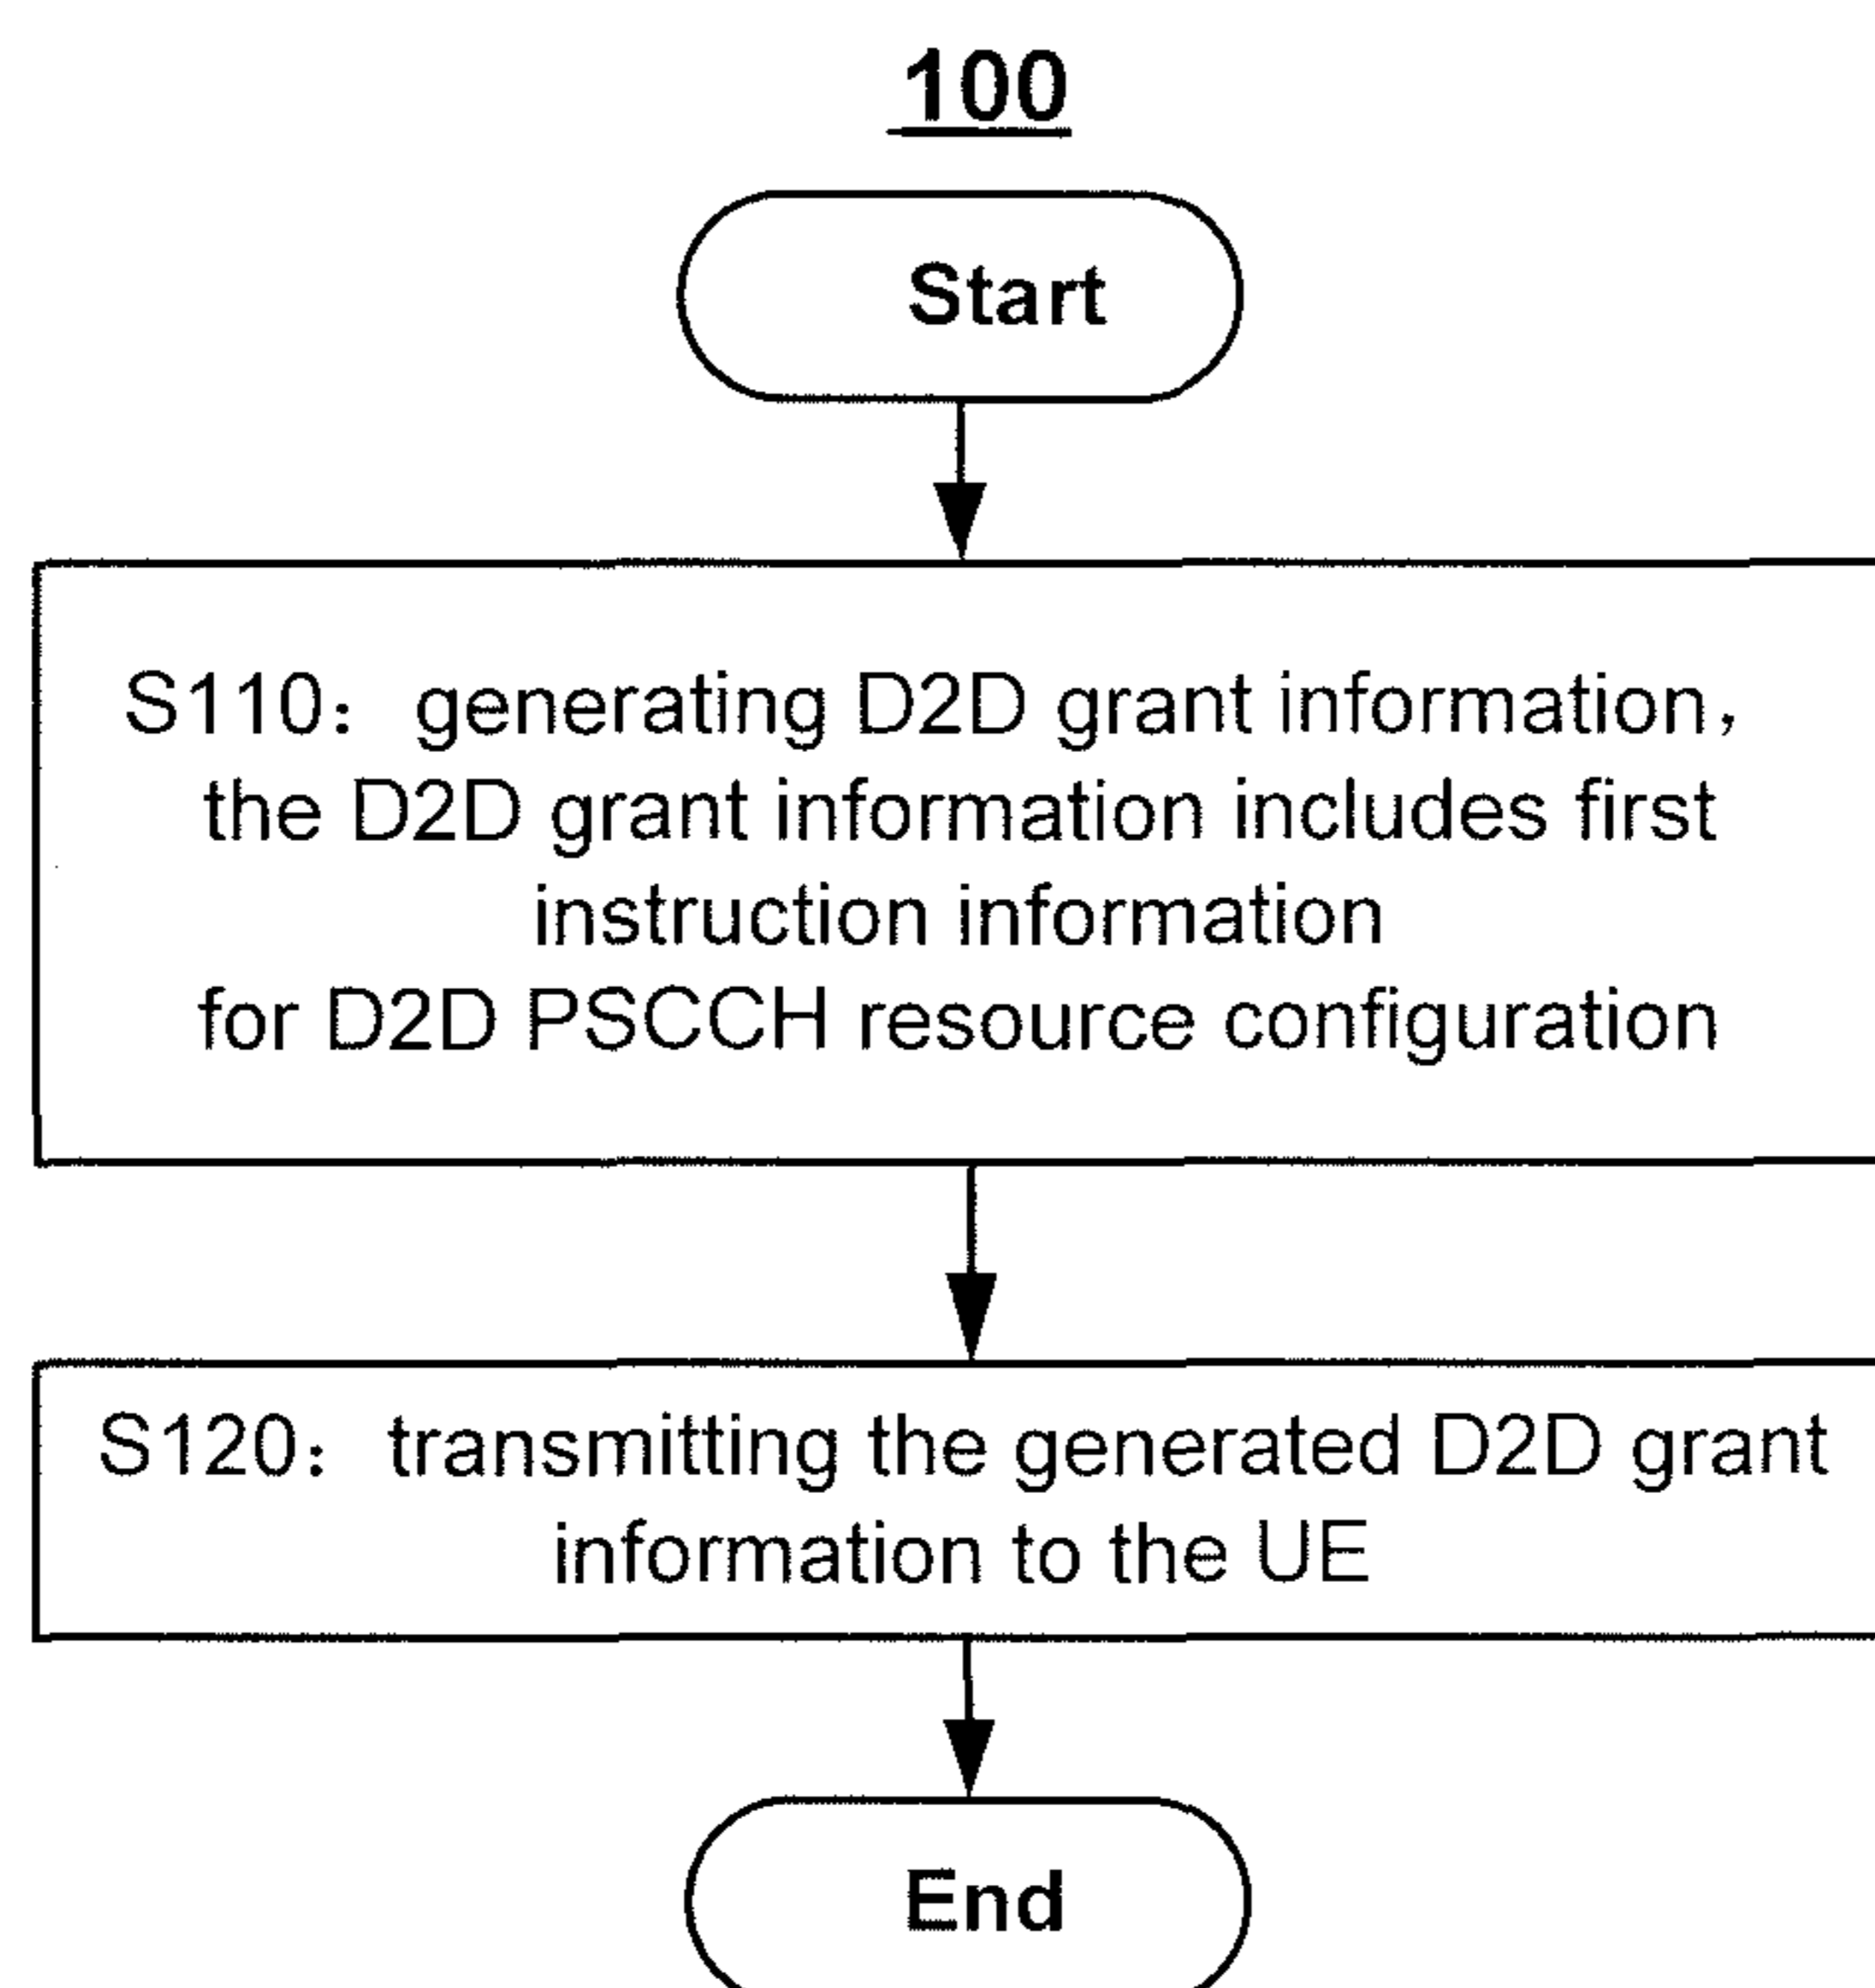 100
Start
S110： generating D2D grant information，
the D2D grant information includes first
instruction information
for D2D PSCCH resource configuration
S120： transmitting the generated D2D grant
information to the UE
End